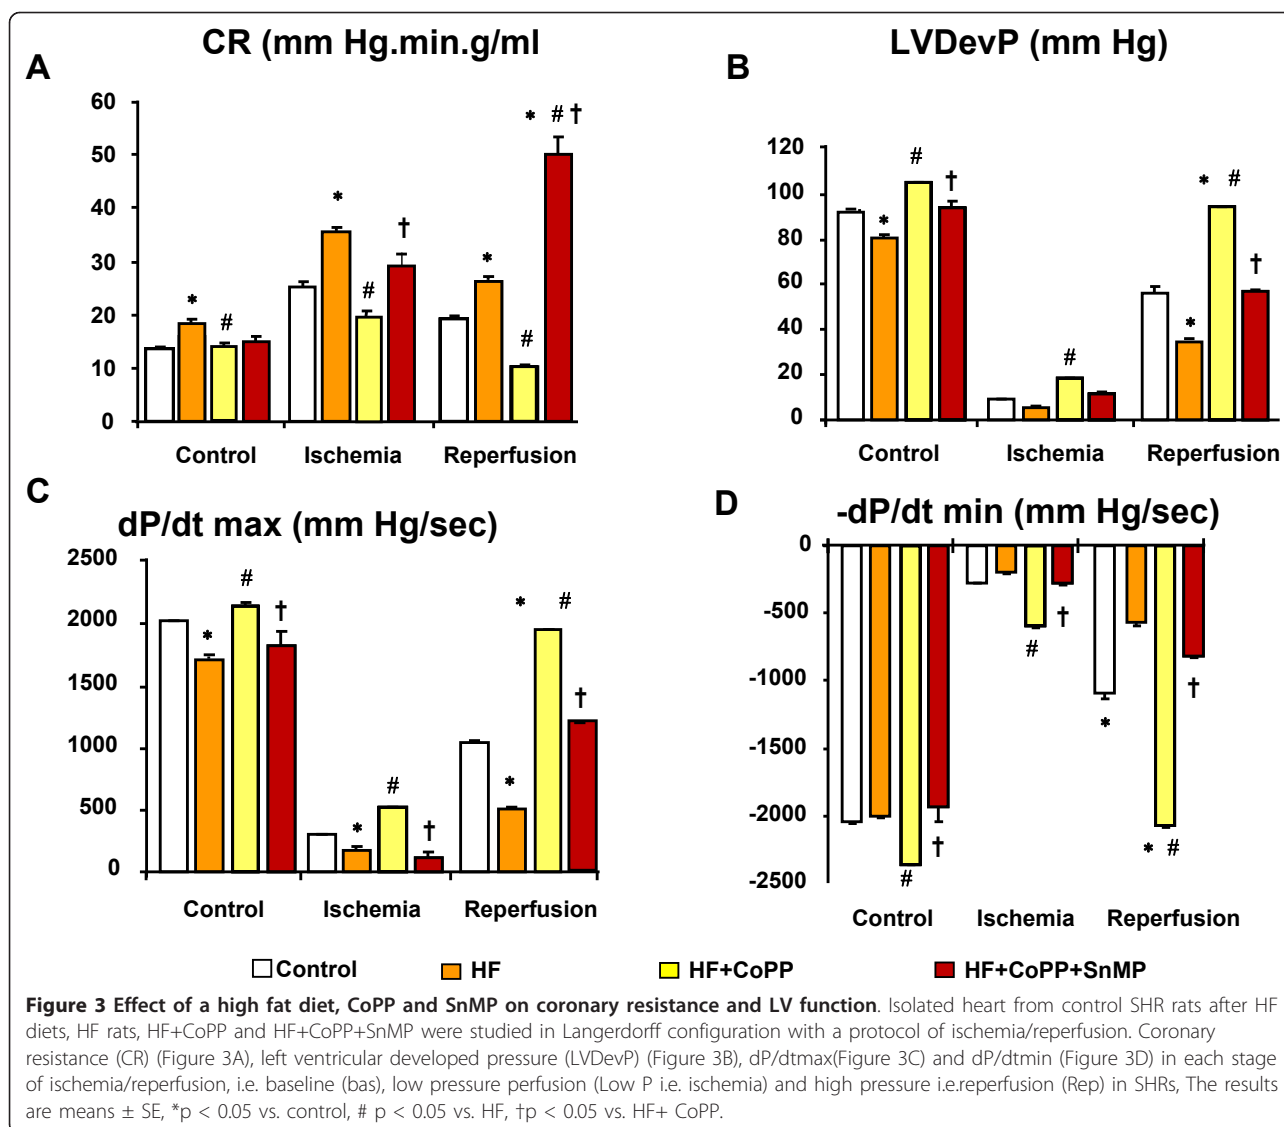 CR (mm Hg.min.g/ml
A
60
50
40
30
20
10
0
*
#
*
#
†
*
#
* # †
Control Ischemia Reperfusion
LVDevP (mm Hg)
B
120
100
80
60
40
20
0
*
#
†
#
*
* #
†
Control Ischemia Reperfusion
C
dP/dt max (mm Hg/sec)
2500
2000
1500
1000
500
0
*
#
†
*
#
†
*
* #
†
Control Ischemia Reperfusion
D
-dP/dt min (mm Hg/sec)
0
-500
-1000
-1500
-2000
-2500
#
†
#
†
*
* #
†
Control Ischemia Reperfusion
Control HF HF+CoPP HF+CoPP+SnMP
Figure 3 Effect of a high fat diet, CoPP and SnMP on coronary resistance and LV function. Isolated heart from control SHR rats after HF
diets, HF rats, HF+CoPP and HF+CoPP+SnMP were studied in Langerdorff configuration with a protocol of ischemia/reperfusion. Coronary
resistance (CR) (Figure 3A), left ventricular developed pressure (LVDevP) (Figure 3B), dP/dtmax(Figure 3C) and dP/dtmin (Figure 3D) in each stage
of ischemia/reperfusion, i.e. baseline (bas), low pressure perfusion (Low P i.e. ischemia) and high pressure i.e.reperfusion (Rep) in SHRs, The results
are means ± SE, *p < 0.05 vs. control, # p < 0.05 vs. HF, †p < 0.05 vs. HF+ CoPP.